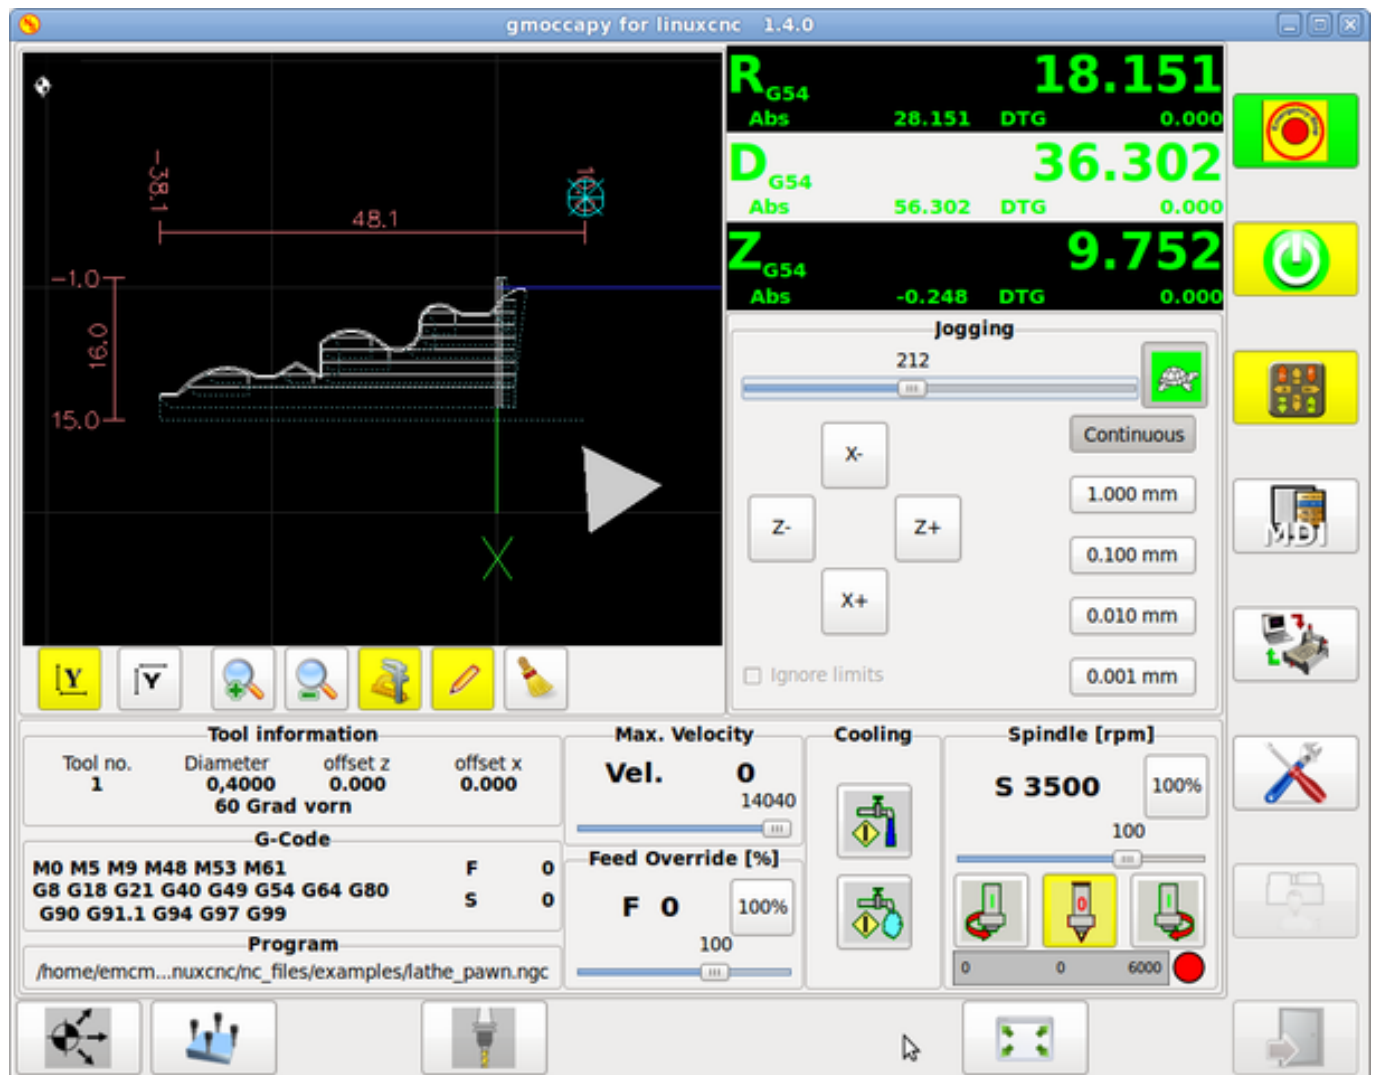 gmoccapy for linuxcnc 1.4.0
R G54 18.151
Abs 28.151 DTG 0.000
D G54 36.302
Abs 56.302 DTG 0.000
Z G54 9.752
Abs -0.248 DTG 0.000
-38.1
48.1
-1.0
16.0
15.0
X
Jogging
212
Continuous
X-
1.000 mm
Z- Z+
0.100 mm
X+
0.010 mm
Ignore limits
0.001 mm
MDI
Y Y
Tool information
Tool no. Diameter offset z offset x
1 0,4000 0.000 0.000
60 Grad vorn
G-Code
M0 M5 M9 M48 M53 M61
G8 G18 G21 G40 G49 G54 G64 G80
G90 G91.1 G94 G97 G99
F 0
S 0
Program
/home/emcm...nuxcnc/nc_files/examples/lathe_pawn.ngc
Max. Velocity
Vel. 0
14040
Feed Override [%]
F 0 100%
100
Cooling
Spindle [rpm]
S 3500 100%
100
I 0 I
0 0 6000